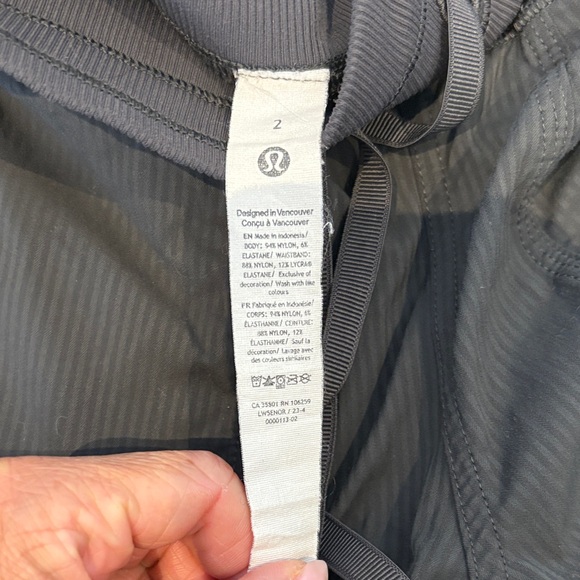 2
Designed in Vancouver
Conçu à Vancouver
EN Made in Indonesia/
BODY: 94% NYLON, 6%
ELASTANE/ WAISTBAND:
88% NYLON, 12% LYCRA®
ELASTANE/ Exclusive of
decoration/ Wash with like
colours
FR Fabriqué en Indonésie/
CORPS: 94% NYLON, 6%
ÉLASTHANNE/ CEINTURE:
88% NYLON, 12%
ÉLASTHANNE/ Sauf la
décoration/ Lavage avec
des couleurs similaires
CA 35801 RN 106259
LW5ENOR / 23-4
0000113-02